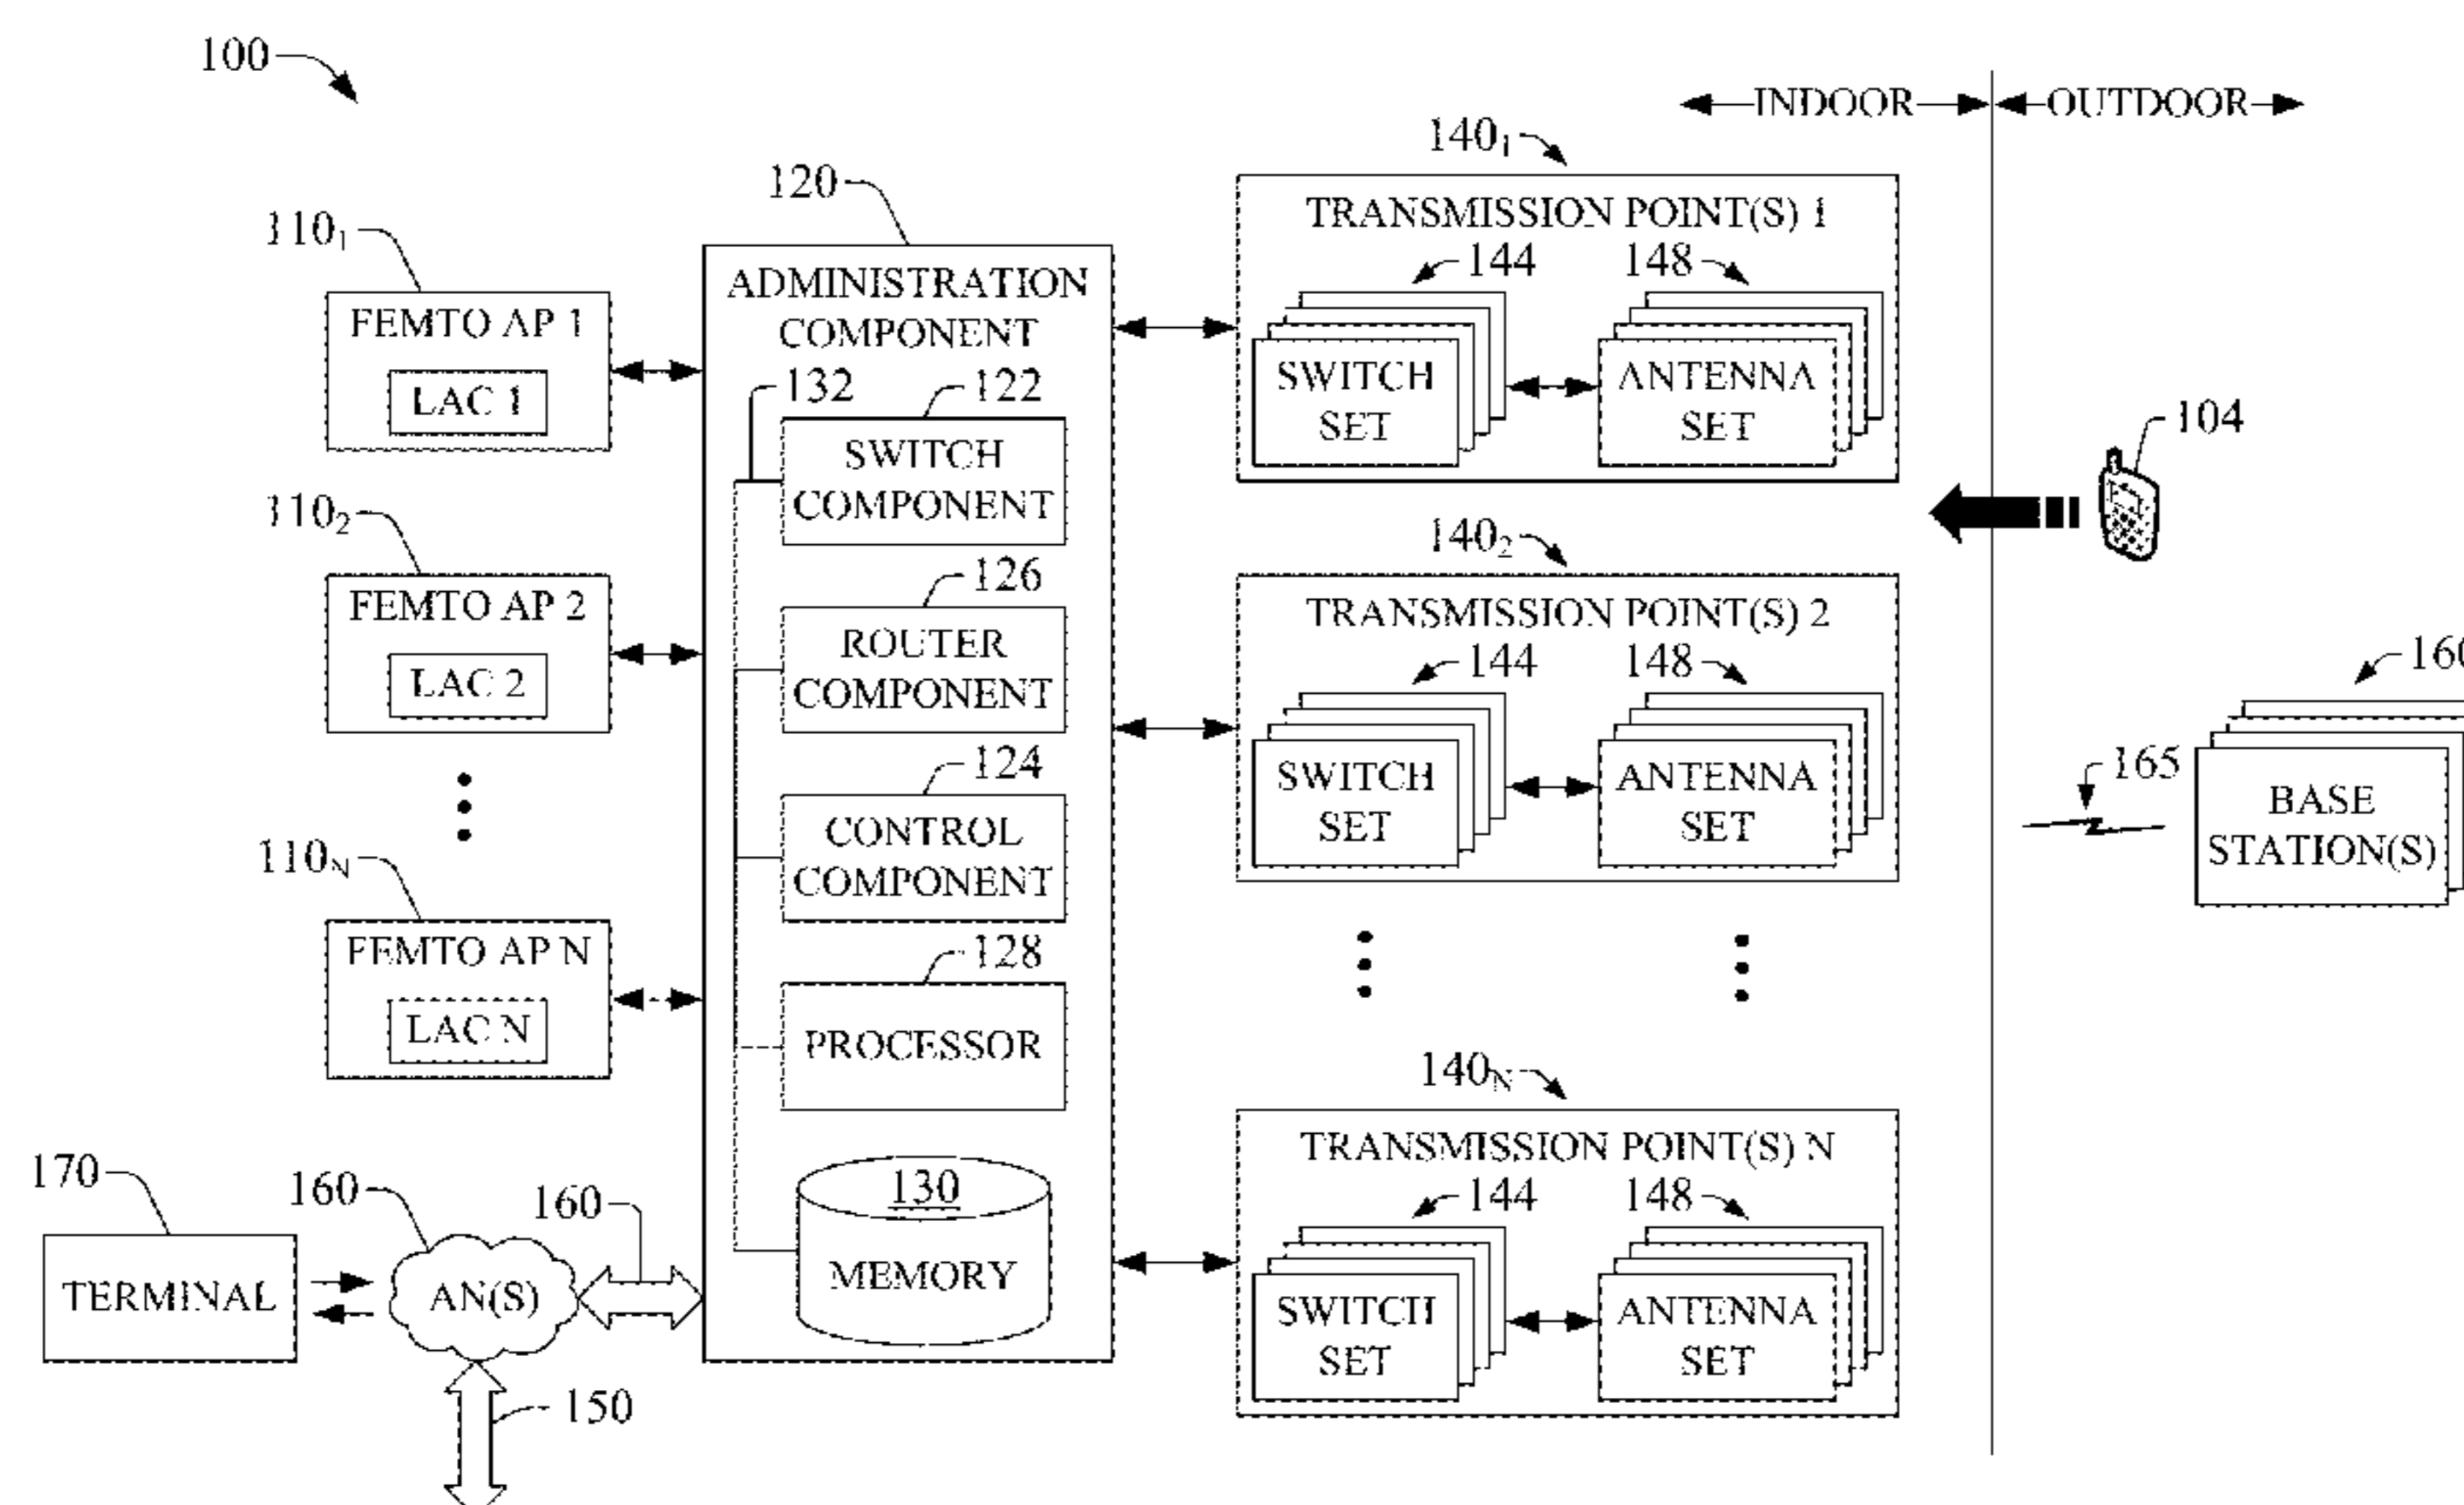 100
INDOOR
OUTDOOR
110₁
FEMTO AP 1
LAC 1
110₂
FEMTO AP 2
LAC 2
110N
FEMTO AP N
LAC N
170
TERMINAL
160
AN(S)
160
150
120
ADMINISTRATION
COMPONENT
132
122
SWITCH
COMPONENT
126
ROUTER
COMPONENT
124
CONTROL
COMPONENT
128
PROCESSOR
130
MEMORY
140₁
TRANSMISSION POINT(S) 1
144
148
SWITCH
SET
ANTENNA
SET
140₂
TRANSMISSION POINT(S) 2
144
148
SWITCH
SET
ANTENNA
SET
140N
TRANSMISSION POINT(S) N
144
148
SWITCH
SET
ANTENNA
SET
104
165
BASE
STATION(S)